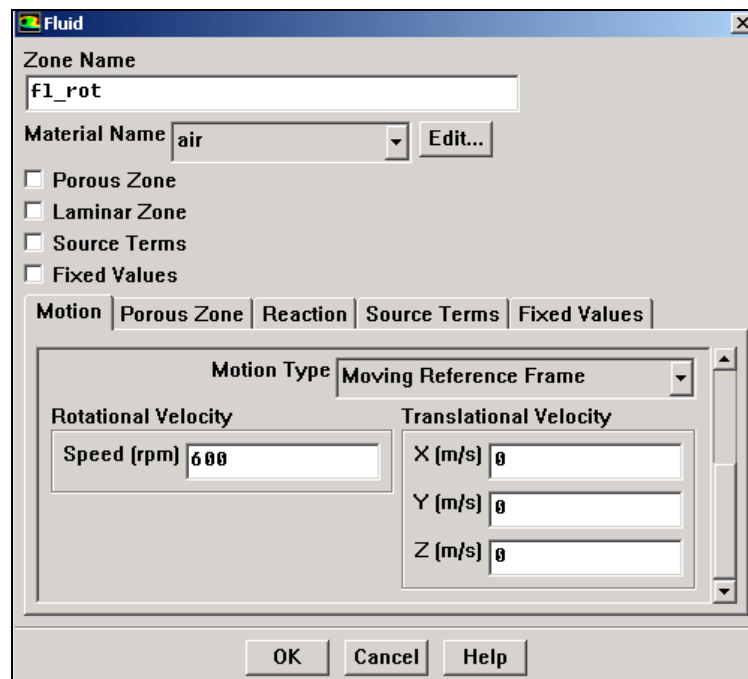 Fluid
Zone Name
fl_rot
Material Name air Edit...
Porous Zone
Laminar Zone
Source Terms
Fixed Values
Motion Porous Zone Reaction Source Terms Fixed Values
Motion Type Moving Reference Frame
Rotational Velocity Translational Velocity
Speed (rpm) 600 X (m/s) 0
Y (m/s) 0
Z (m/s) 0
OK Cancel Help